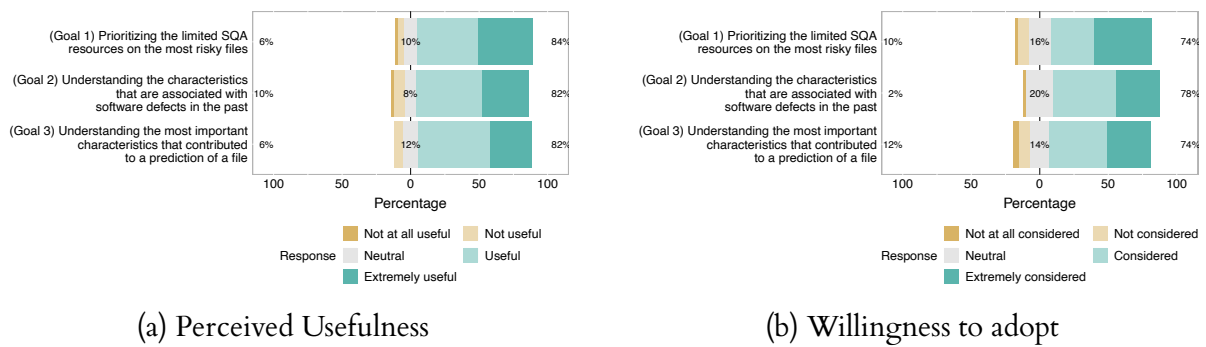 (Goal 1) Prioritizing the limited SQA
resources on the most risky files
6%
10%
84%
(Goal 2) Understanding the characteristics
that are associated with
software defects in the past
10%
8%
82%
(Goal 3) Understanding the most important
characteristics that contributed
to a prediction of a file
6%
12%
82%
100 50 0 50 100
Percentage
Response
Not at all useful
Not useful
Neutral
Useful
Extremely useful
(a) Perceived Usefulness
(Goal 1) Prioritizing the limited SQA
resources on the most risky files
10%
16%
74%
(Goal 2) Understanding the characteristics
that are associated with
software defects in the past
2%
20%
78%
(Goal 3) Understanding the most important
characteristics that contributed
to a prediction of a file
12%
14%
74%
100 50 0 50 100
Percentage
Response
Not at all considered
Not considered
Neutral
Considered
Extremely considered
(b) Willingness to adopt